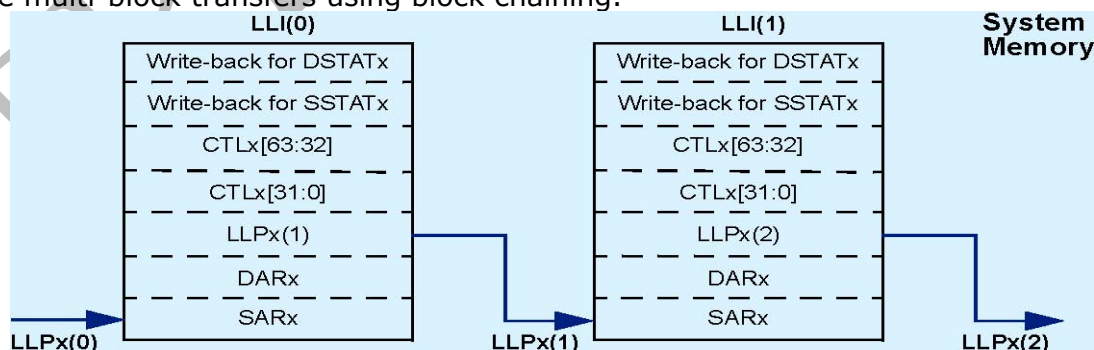 e multi block transfers using block chaining.
LLI(0)
LLI(1)
System
Memory
Write-back for DSTATx
Write-back for SSTATx
CTLx[63:32]
CTLx[31:0]
LLPx(1)
DARx
SARx
Write-back for DSTATx
Write-back for SSTATx
CTLx[63:32]
CTLx[31:0]
LLPx(2)
DARx
SARx
LLPx(0)
LLPx(1)
LLPx(2)